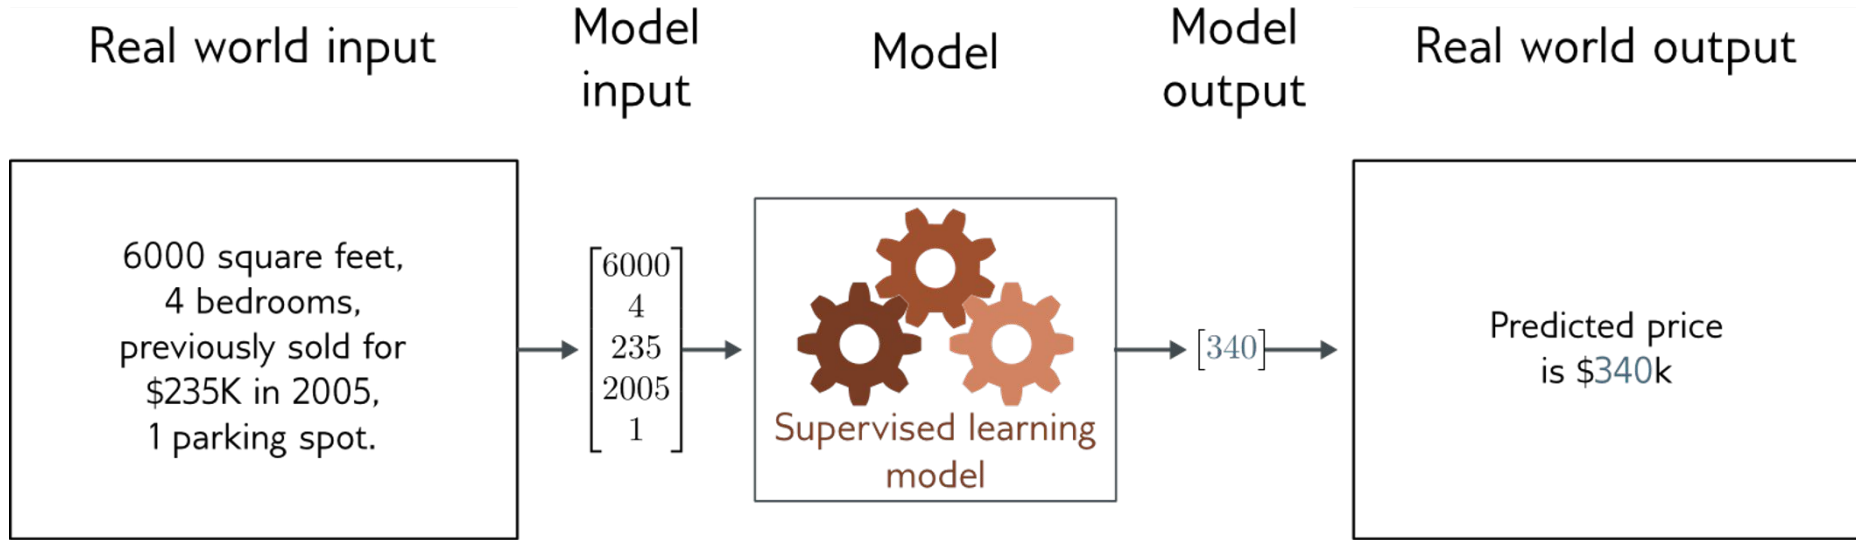 Real world input
Model
input
Model
Model
output
Real world output
6000 square feet,
4 bedrooms,
previously sold for
$235K in 2005,
1 parking spot.
6000
4
235
2005
1
Supervised learning
model
[340]
Predicted price
is $340k